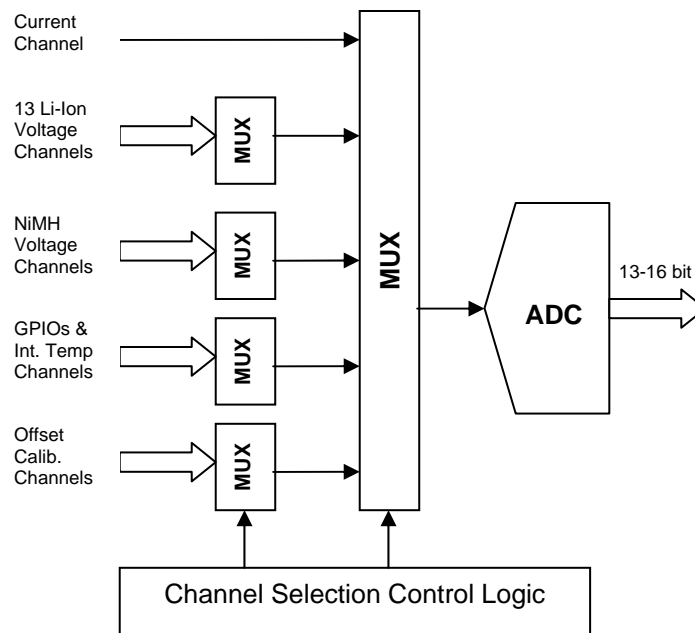 Current
Channel
13 Li-Ion
Voltage
Channels
MUX
NiMH
Voltage
Channels
MUX
GPIOs &
Int. Temp
Channels
MUX
Offset
Calib.
Channels
MUX
MUX
ADC
13-16 bit
Channel Selection Control Logic